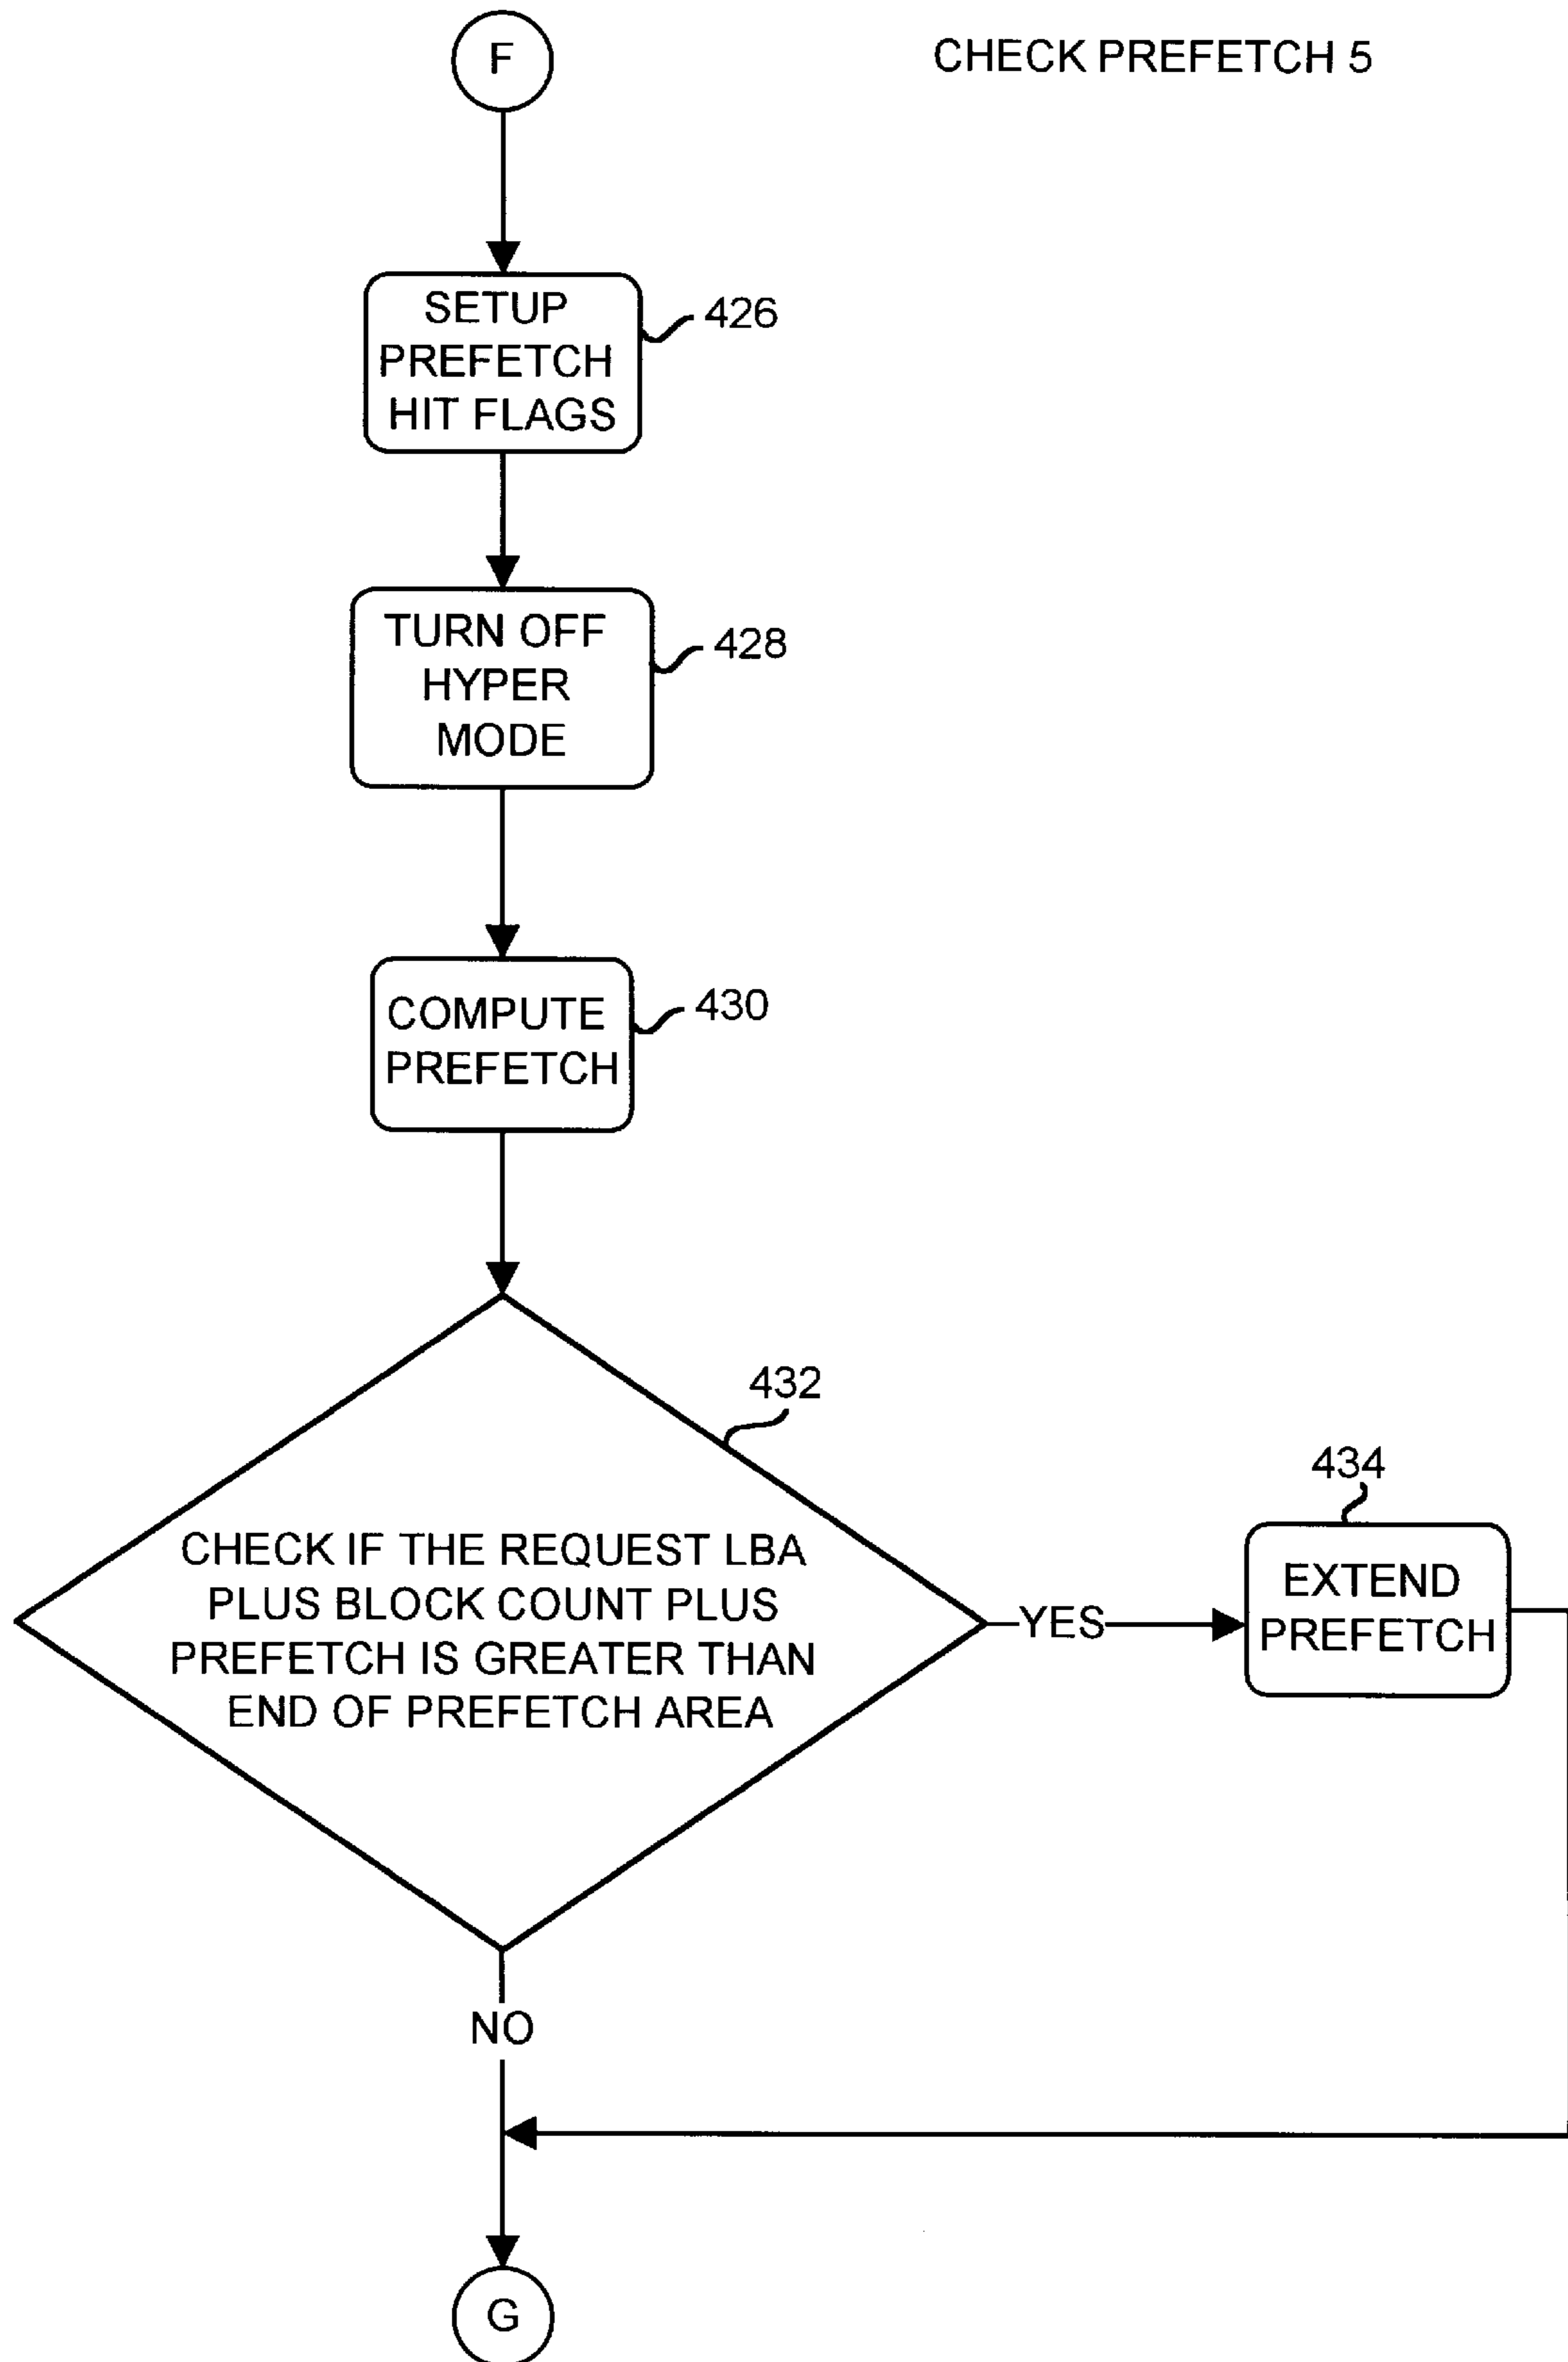 F
CHECK PREFETCH 5
SETUP
PREFETCH
HIT FLAGS
426
TURN OFF
HYPER
MODE
428
COMPUTE
PREFETCH
430
432
CHECK IF THE REQUEST LBA
PLUS BLOCK COUNT PLUS
PREFETCH IS GREATER THAN
END OF PREFETCH AREA
YES
434
EXTEND
PREFETCH
NO
G